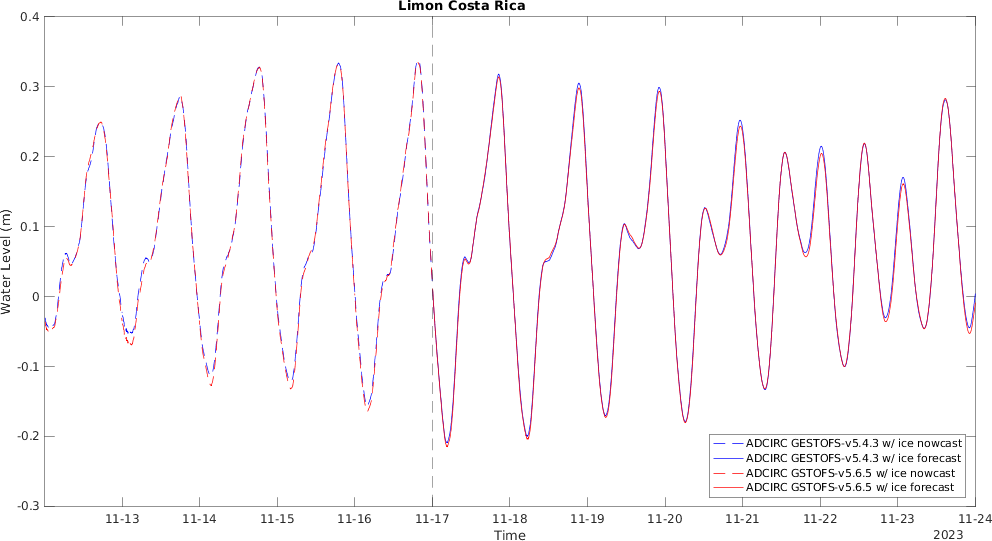 Limon Costa Rica
0.4
0.3
0.2
0.1
0
-0.1
-0.2
-0.3
Water Level (m)
ADCIRC GESTOFS-v5.4.3 w/ ice nowcast
ADCIRC GESTOFS-v5.4.3 w/ ice forecast
ADCIRC GSTOFS-v5.6.5 w/ ice nowcast
ADCIRC GSTOFS-v5.6.5 w/ ice forecast
11-13 11-14 11-15 11-16 11-17 11-18 11-19 11-20 11-21 11-22 11-23 11-24
Time
2023